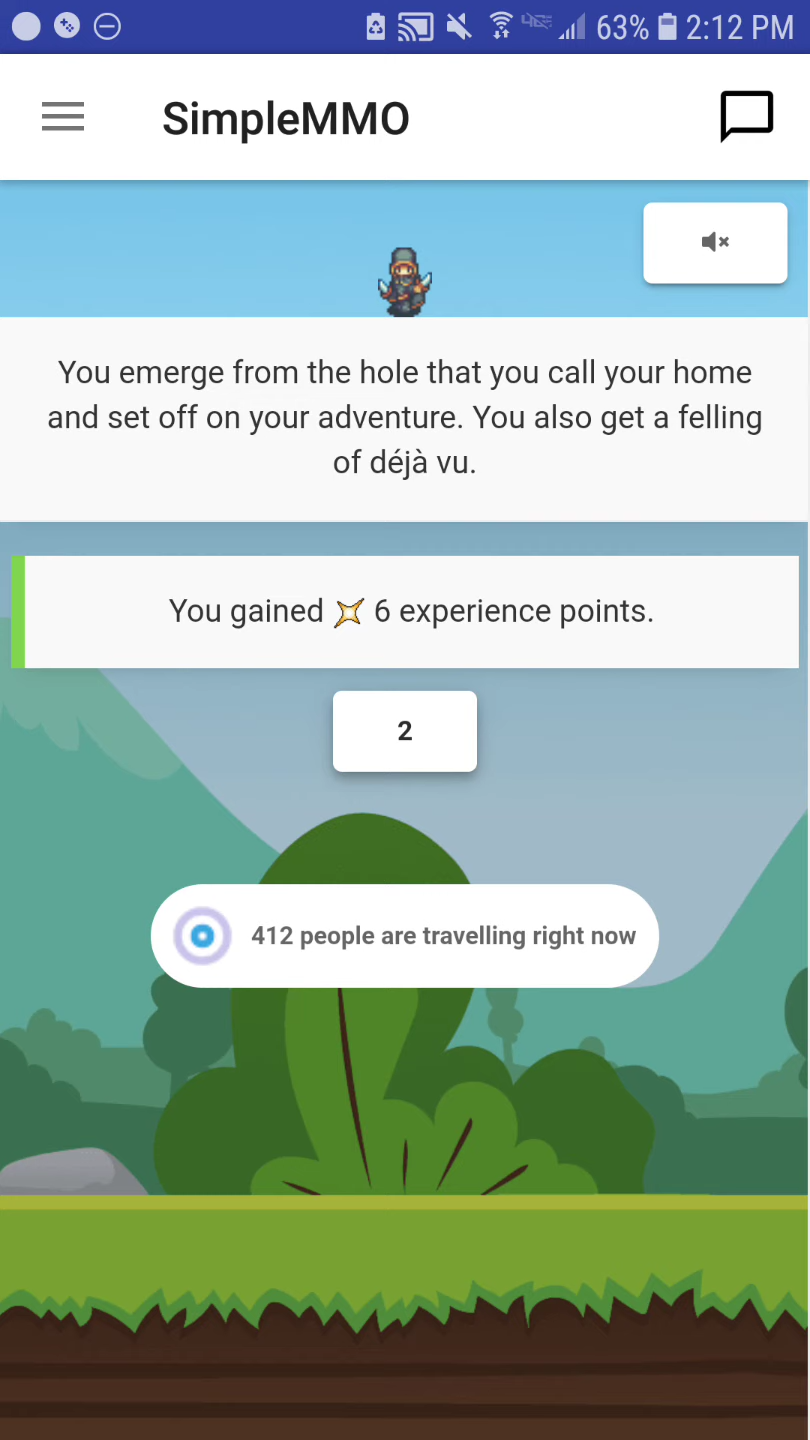 63% 2:12 PM
SimpleMMO
You emerge from the hole that you call your home
and set off on your adventure. You also get a felling
of déjà vu.
You gained 6 experience points.
2
412 people are travelling right now